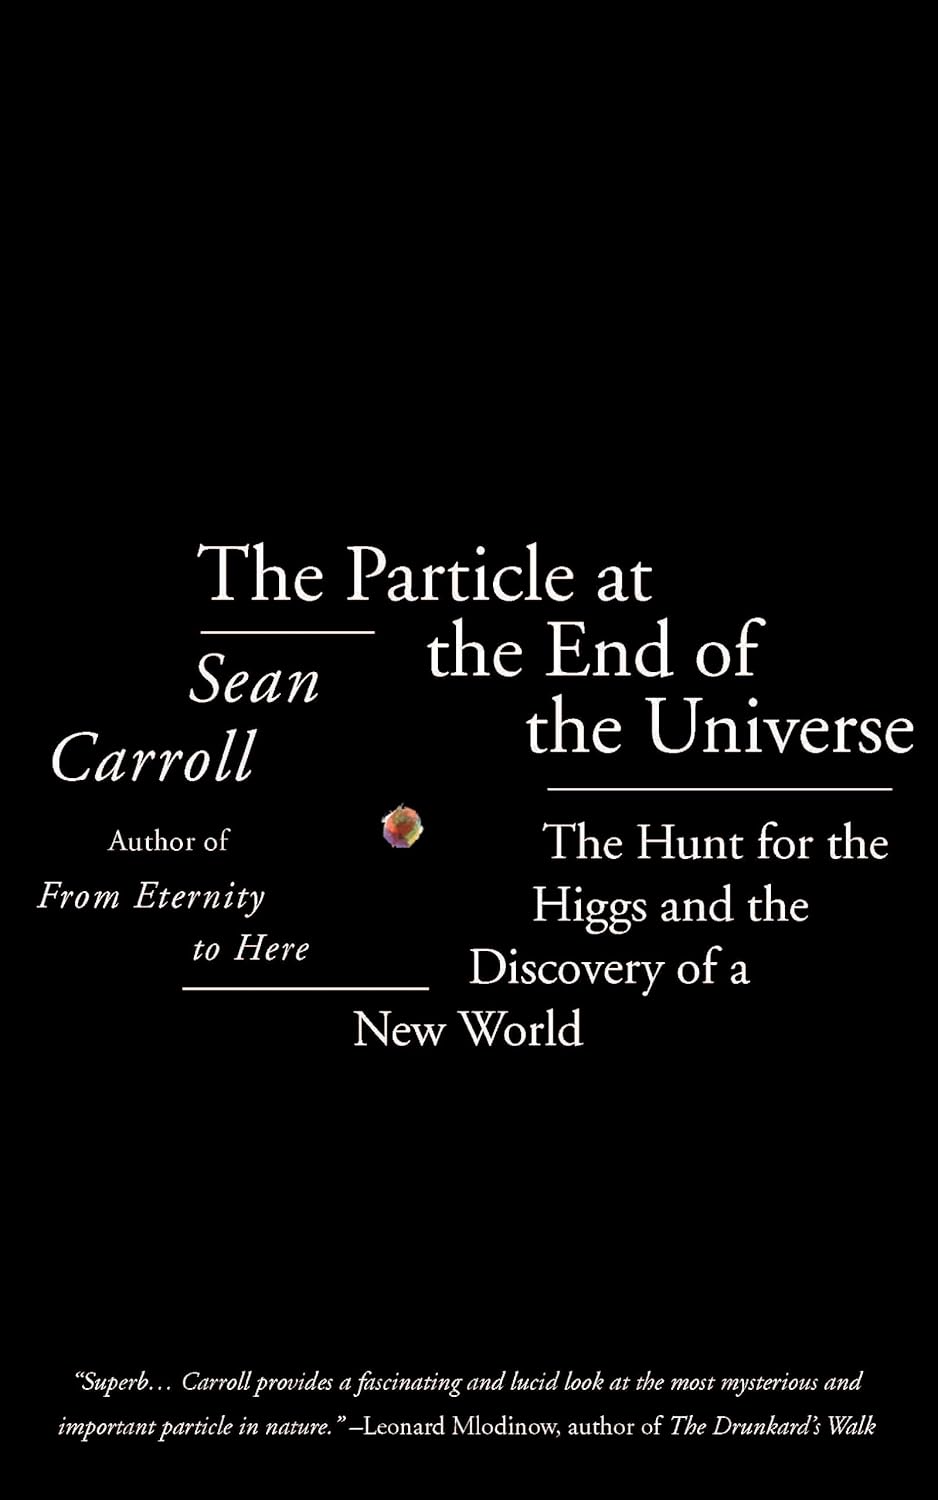 The Particle at
the End of
the Universe
Sean
Carroll
Author of
From Eternity
to Here
The Hunt for the
Higgs and the
Discovery of a
New World
“Superb… Carroll provides a fascinating and lucid look at the most mysterious and
important particle in nature.” –Leonard Mlodinow, author of The Drunkard’s Walk